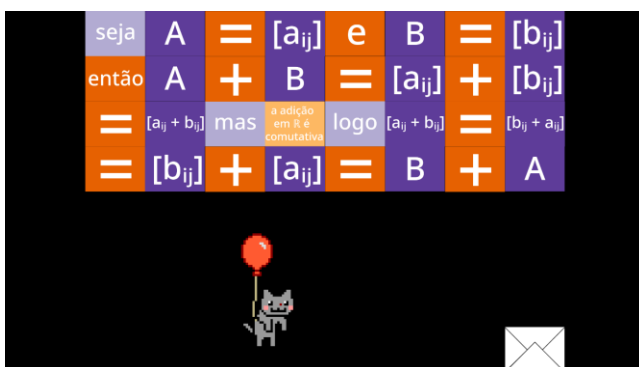 seja A = [aᵢⱼ] e B = [bᵢⱼ]
então A + B = [aᵢⱼ] + [bᵢⱼ]
= [aᵢⱼ + bᵢⱼ] mas a adição em R é comutativa logo [aᵢⱼ + bᵢⱼ] = [bᵢⱼ + aᵢⱼ]
= [bᵢⱼ] + [aᵢⱼ] = B + A